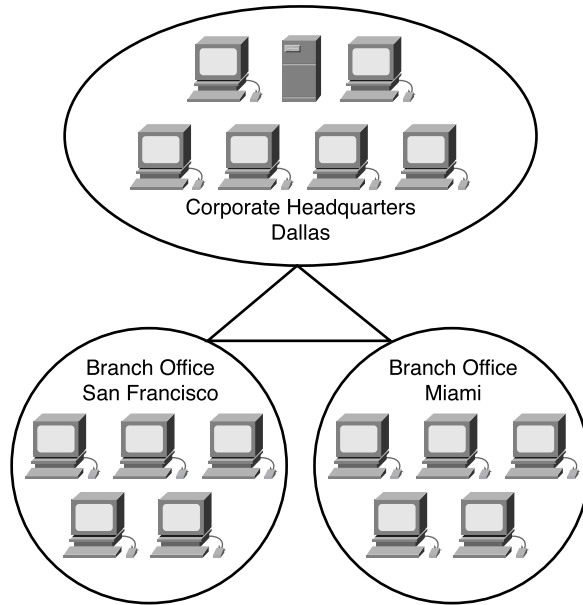 Corporate Headquarters
Dallas
Branch Office
San Francisco
Branch Office
Miami